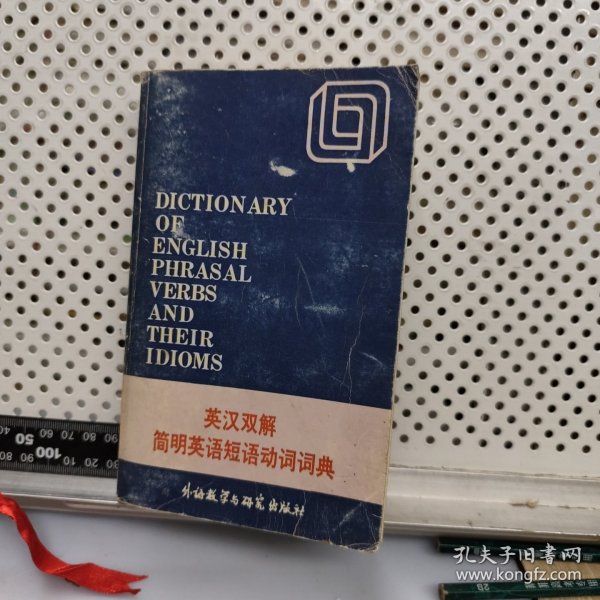 DICTIONARY
OF
ENGLISH
PHRASAL
VERBS
AND
THEIR
IDIOMS
英汉双解
简明英语短语动词词典
外语教学与研究出版社
100 50
孔夫子旧书网
www.kongfz.com